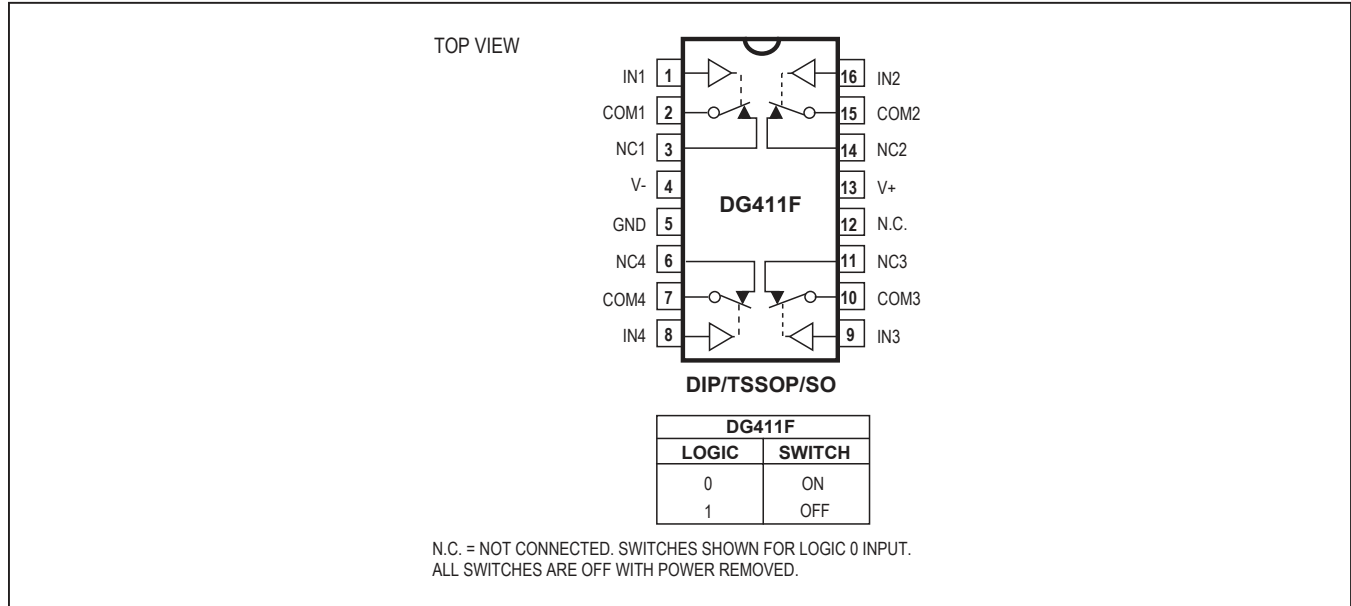 TOP VIEW
IN1 1 16 IN2
COM1 2 15 COM2
NC1 3 14 NC2
V- 4 13 V+
DG411F
GND 5 12 N.C.
NC4 6 11 NC3
COM4 7 10 COM3
IN4 8 9 IN3
DIP/TSSOP/SO
DG411F
LOGIC SWITCH
0 ON
1 OFF
N.C. = NOT CONNECTED. SWITCHES SHOWN FOR LOGIC 0 INPUT.
ALL SWITCHES ARE OFF WITH POWER REMOVED.